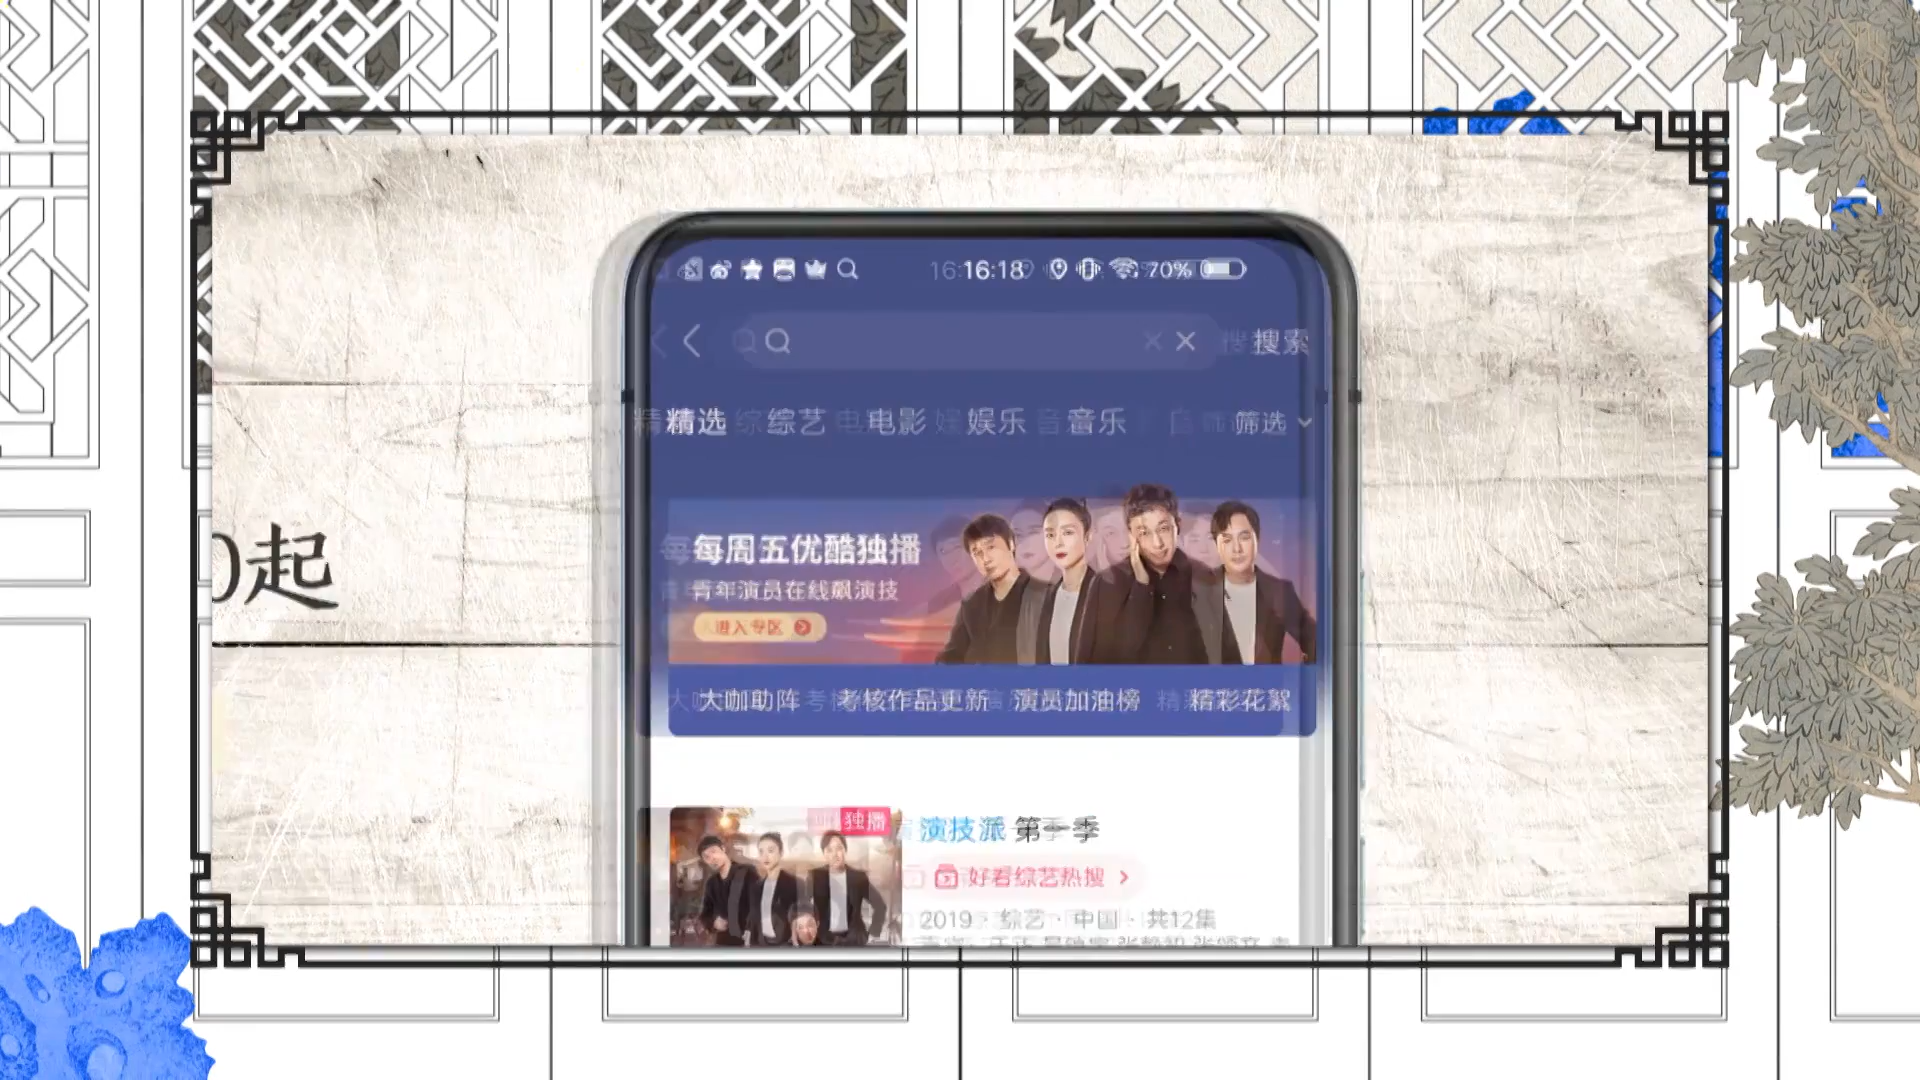 16:18 70%
搜索
精选 综艺 电影 娱乐 音乐 筛选
每周五优酷独播
青年演员在线飙演技
进入专区
0起
大咖助阵 考核作品更新 演员加油榜 精彩花絮
独播
演技派 第一季
好看综艺热搜
2019 · 综艺 · 中国 · 共12集